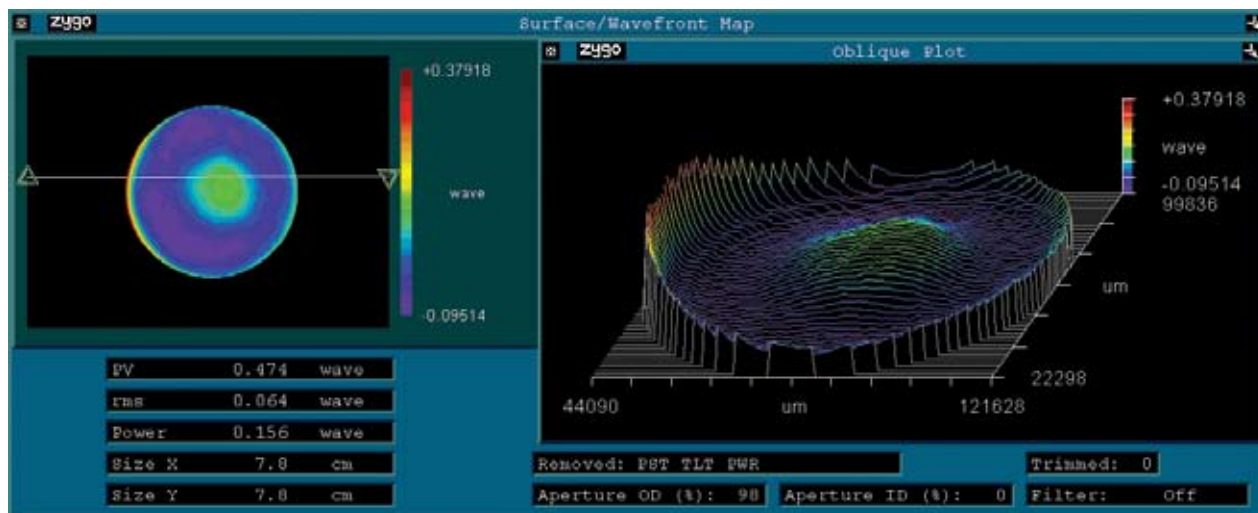 zygo Surface/Wavefront Map
+0.37918
wave
-0.09514
PV 0.474 wave
rms 0.064 wave
Power 0.156 wave
Size X 7.8 cm
Size Y 7.8 cm
zygo Oblique Plot
+0.37918
wave
-0.09514
99836
um
22298
44090 um 121628
Removed: PST TLT PWR Trimmed: 0
Aperture OD (%): 98 Aperture ID (%): 0 Filter: Off